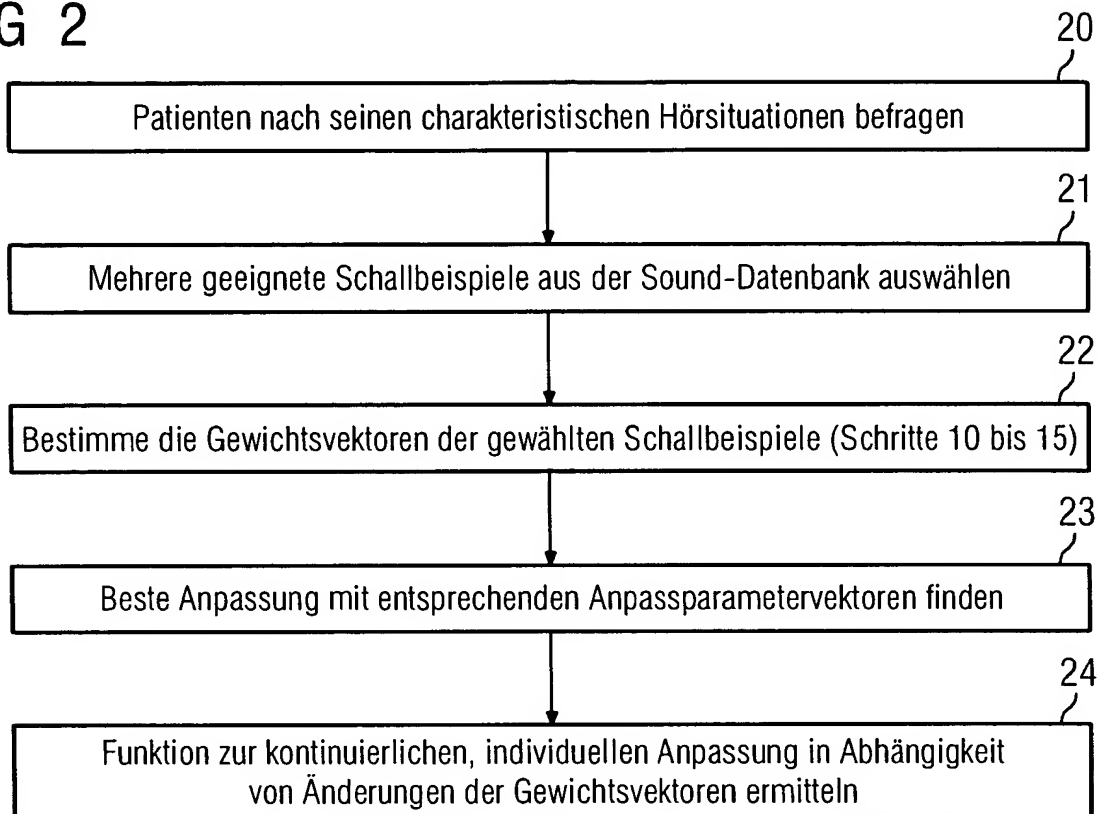 G 2
20
Patienten nach seinen charakteristischen Hörsituationen befragen
21
Mehrere geeignete Schallbeispiele aus der Sound-Datenbank auswählen
22
Bestimme die Gewichtsvektoren der gewählten Schallbeispiele (Schritte 10 bis 15)
23
Beste Anpassung mit entsprechenden Anpassparametervektoren finden
24
Funktion zur kontinuierlichen, individuellen Anpassung in Abhängigkeit
von Änderungen der Gewichtsvektoren ermitteln